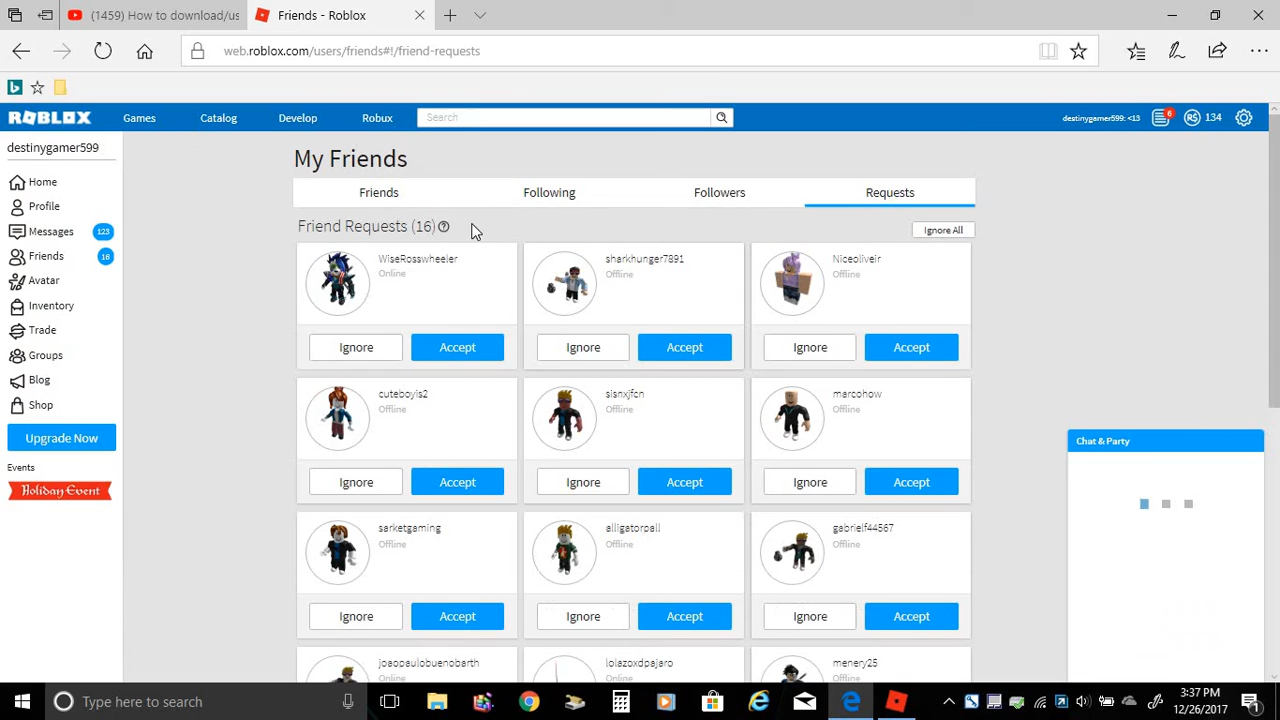 (1459) How to download/us
Friends - Roblox
web.roblox.com/users/friends#!/friend-requests
ROBLOX
Games
Catalog
Develop
Robux
Search
destinygamer599: <13
6
R$ 134
destinygamer599
Home
Profile
Messages 123
Friends 16
Avatar
Inventory
Trade
Groups
Blog
Shop
Upgrade Now
Events
Holiday Event
My Friends
Friends
Following
Followers
Requests
Friend Requests (16)
Ignore All
WiseRosswheeler
Online
Ignore
Accept
sharkhunger7891
Offline
Ignore
Accept
Niceoliveir
Offline
Ignore
Accept
cuteboyis2
Offline
Ignore
Accept
sisnxjfcn
Offline
Ignore
Accept
marcohow
Offline
Ignore
Accept
sarketgaming
Offline
Ignore
Accept
alligatorpall
Offline
Ignore
Accept
gabrielf44567
Offline
Ignore
Accept
joaopaulobuenobarth
Offline
lolazoxdpajaro
Offline
menery25
Offline
Chat & Party
Type here to search
3:37 PM
12/26/2017
1